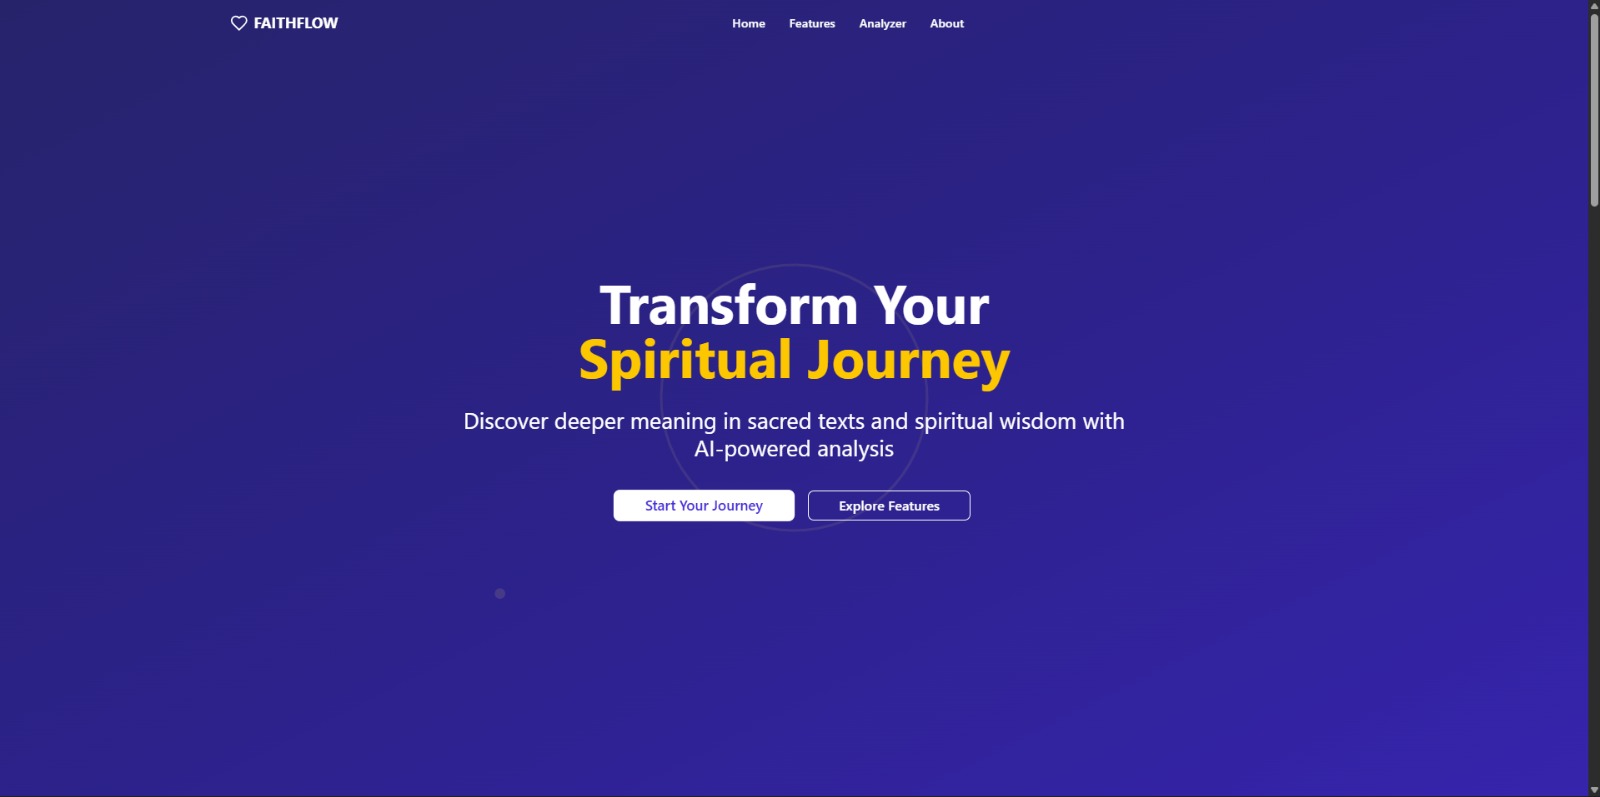 FAITHFLOW
Home Features Analyzer About
Transform Your
Spiritual Journey
Discover deeper meaning in sacred texts and spiritual wisdom with
AI-powered analysis
Start Your Journey Explore Features